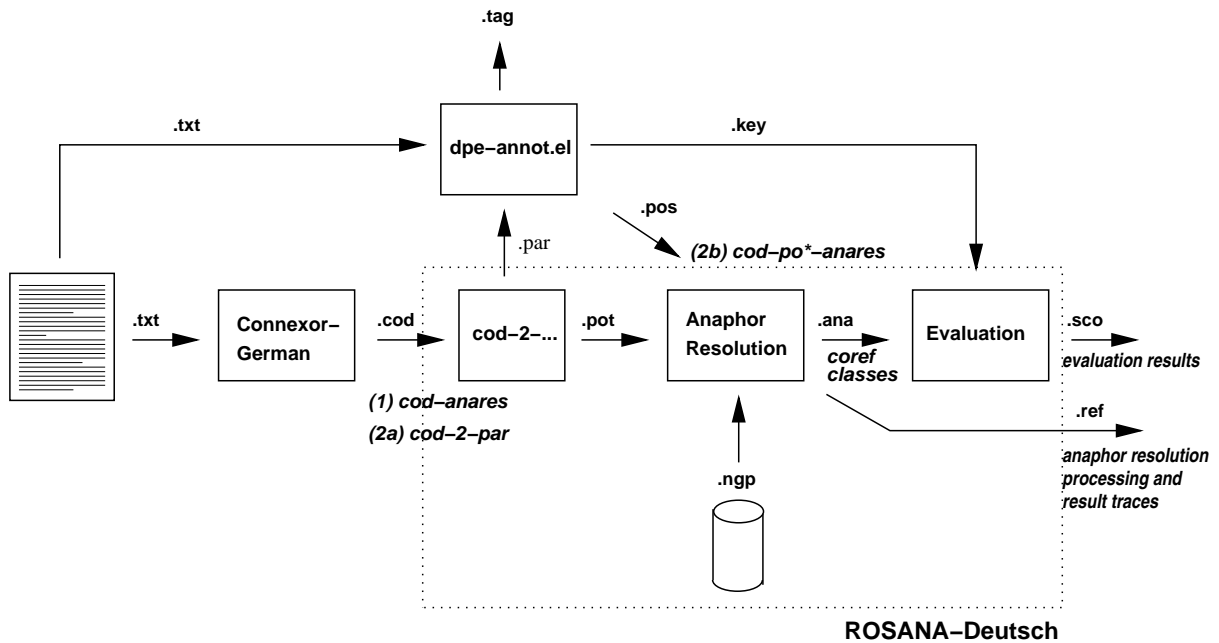 .tag
.txt
.key
dpe–annot.el
.pos
.par
(2b) cod–po*–anares
.txt
Connexor–
German
.cod
cod–2–...
.pot
Anaphor
Resolution
.ana
coref
classes
Evaluation
.sco
evaluation results
(1) cod–anares
(2a) cod–2–par
.ref
anaphor resolution
processing and
result traces
.ngp
ROSANA–Deutsch